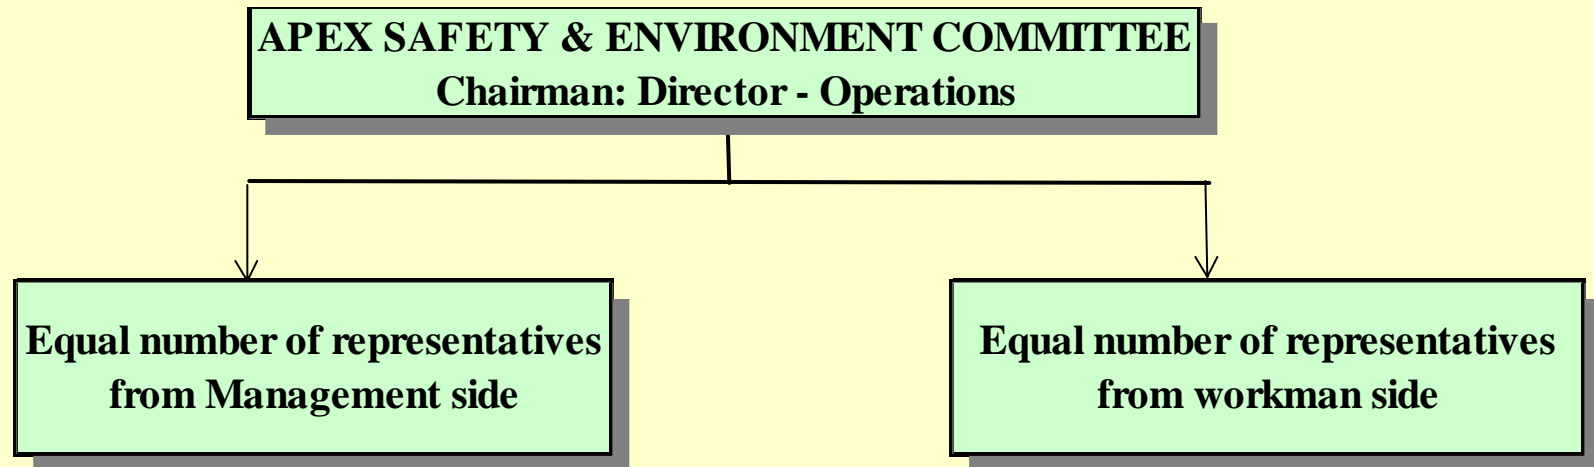 APEX SAFETY & ENVIRONMENT COMMITTEE
Chairman: Director - Operations
Equal number of representatives
from Management side
Equal number of representatives
from workman side